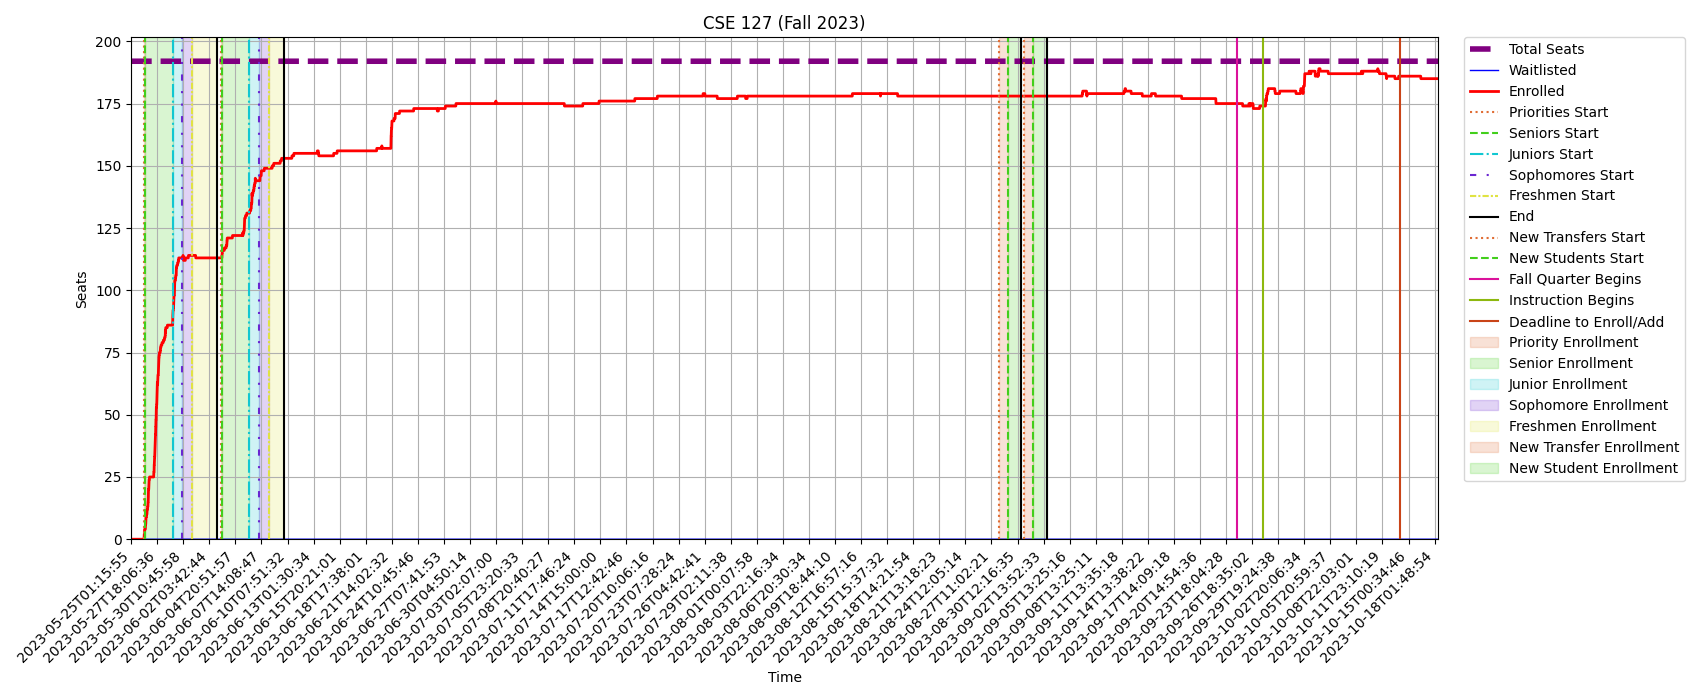 CSE 127 (Fall 2023)
Seats
200
175
150
125
100
75
50
25
0
2023-05-25T01:15:55
2023-05-27T18:06:36
2023-05-30T10:45:58
2023-06-02T03:42:44
2023-06-04T20:51:57
2023-06-07T14:08:47
2023-06-10T07:51:32
2023-06-13T01:30:34
2023-06-15T20:21:01
2023-06-18T17:38:01
2023-06-21T14:02:32
2023-06-24T10:45:46
2023-06-27T07:41:53
2023-06-30T04:50:14
2023-07-03T02:07:00
2023-07-05T23:20:33
2023-07-08T20:40:27
2023-07-11T17:46:24
2023-07-14T15:00:00
2023-07-17T12:42:46
2023-07-20T10:06:16
2023-07-23T07:28:24
2023-07-26T04:42:41
2023-07-29T02:11:38
2023-08-01T00:07:58
2023-08-03T22:16:34
2023-08-06T20:30:34
2023-08-09T18:44:10
2023-08-12T16:57:16
2023-08-15T15:37:32
2023-08-18T14:21:54
2023-08-21T13:18:23
2023-08-24T12:05:14
2023-08-27T11:02:21
2023-08-30T12:16:35
2023-09-02T13:52:33
2023-09-05T13:25:16
2023-09-08T13:25:11
2023-09-11T13:35:18
2023-09-14T13:38:22
2023-09-17T14:09:18
2023-09-20T14:54:36
2023-09-23T18:04:28
2023-09-26T18:35:02
2023-09-29T19:24:38
2023-10-02T20:06:34
2023-10-05T20:59:37
2023-10-08T22:03:01
2023-10-11T23:10:19
2023-10-15T00:34:46
2023-10-18T01:48:54
Time
Total Seats
Waitlisted
Enrolled
Priorities Start
Seniors Start
Juniors Start
Sophomores Start
Freshmen Start
End
New Transfers Start
New Students Start
Fall Quarter Begins
Instruction Begins
Deadline to Enroll/Add
Priority Enrollment
Senior Enrollment
Junior Enrollment
Sophomore Enrollment
Freshmen Enrollment
New Transfer Enrollment
New Student Enrollment